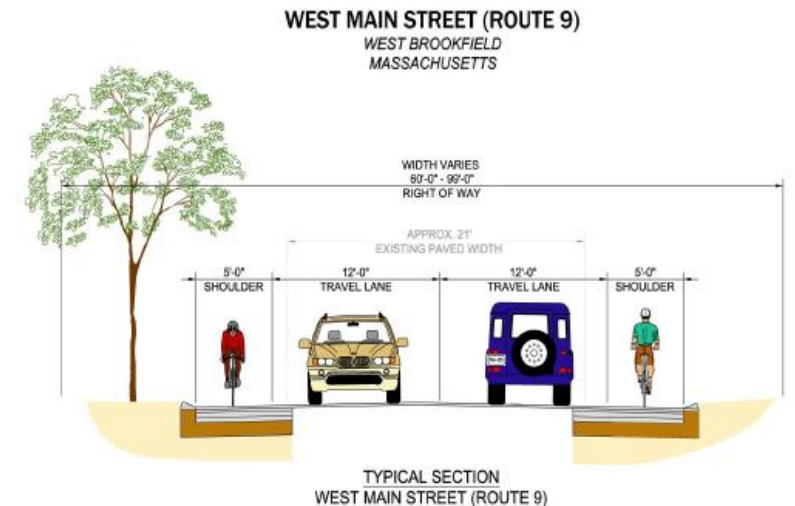 WEST MAIN STREET (ROUTE 9)
WEST BROOKFIELD
MASSACHUSETTS
WIDTH VARIES
60'-0" - 99'-0"
RIGHT OF WAY
APPROX. 21'
EXISTING PAVED WIDTH
5'-0"
SHOULDER
12'-0"
TRAVEL LANE
12'-0"
TRAVEL LANE
5'-0"
SHOULDER
TYPICAL SECTION
WEST MAIN STREET (ROUTE 9)